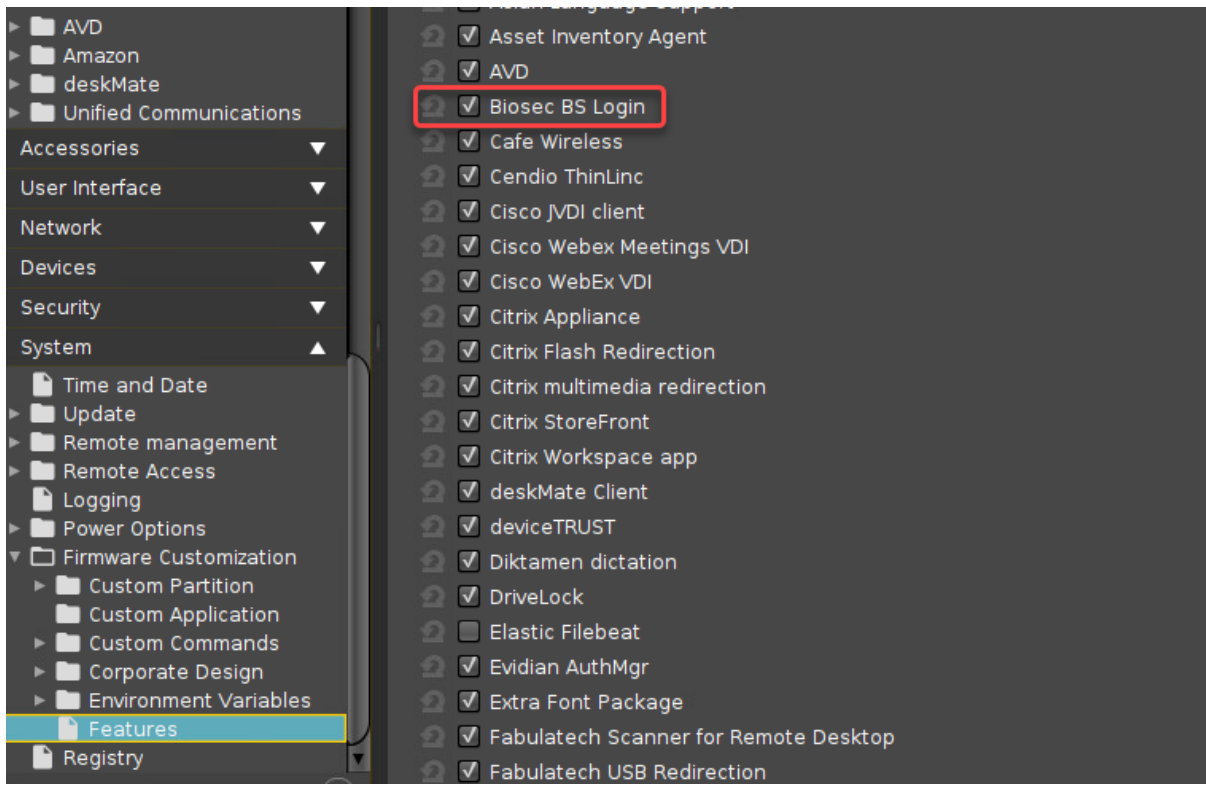 AVD
Amazon
deskMate
Unified Communications
Accessories
User Interface
Network
Devices
Security
System
Time and Date
Update
Remote management
Remote Access
Logging
Power Options
Firmware Customization
Custom Partition
Custom Application
Custom Commands
Corporate Design
Environment Variables
Features
Registry
Asian Language Support
Asset Inventory Agent
AVD
Biosec BS Login
Cafe Wireless
Cendio ThinLinc
Cisco JVDI client
Cisco Webex Meetings VDI
Cisco WebEx VDI
Citrix Appliance
Citrix Flash Redirection
Citrix multimedia redirection
Citrix StoreFront
Citrix Workspace app
deskMate Client
deviceTRUST
Diktamen dictation
DriveLock
Elastic Filebeat
Evidian AuthMgr
Extra Font Package
Fabulatech Scanner for Remote Desktop
Fabulatech USB Redirection